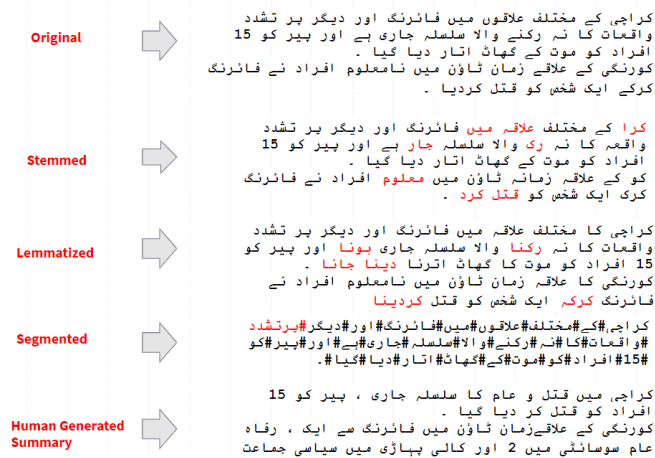 Original
کراچی کے مختلف علاقوں میں فائرنگ اور دیگر پر تشدد
واقعات کا نہ رکنے والا سلسلہ جاری ہے اور پیر کو 15
افراد کو موت کے گھاٹ اتار دیا گیا ۔
کورنگی کے علاقے زمان ٹاؤن میں نامعلوم افراد نے فائرنگ
کرکے ایک شخص کو قتل کردیا ۔
Stemmed
کرا کے مختلف علاقہ میں فائرنگ اور دیگر پر تشدد
واقعہ کا نہ رک والا سلسلہ جار ہے اور پیر کو 15
افراد کو موت کے گھاٹ اتار دیا گیا ۔
کو کے علاقہ زمانہ ٹاؤن میں معلوم افراد نے فائرنگ
کرک ایک شخص کو قتل کرد ۔
Lemmatized
کراچی کا مختلف علاقہ میں فائرنگ اور دیگر پر تشدد
واقعات کا نہ رکنا والا سلسلہ جاری ہونا اور پیر کو
15 افراد کو موت کا گھاٹ اترنا دینا جانا ۔
کورنگی کا علاقہ زمان ٹاؤن میں نامعلوم افراد نے
فائرنگ کرکہ ایک شخص کو قتل کردینا
Segmented
کراچی#کے#مختلف#علاقوں#میں#فائرنگ#اور#دیگر#پرتشدد
#واقعات#کا#نہ#رکنے#والا#سلسلہ#جاری#ہے#اور#پیر#کو
#15#افراد#کو#موت#کے#گھاٹ#اتار#دیا#گیا#۔
Human Generated
Summary
کراچی میں قتل و عام کا سلسلہ جاری ، پیر کو 15
افراد کو قتل کر دیا گیا ۔
کورنگی کے علاقےزمان ٹاؤن میں فائرنگ سے ایک ، رفاہ
عام سوسائٹی میں 2 اور کالی پہاڑی میں سیاسی جماعت